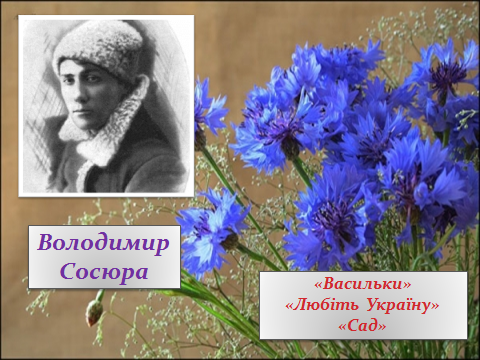 Володимир
Сосюра
«Васильки»
«Любіть Україну»
«Сад»